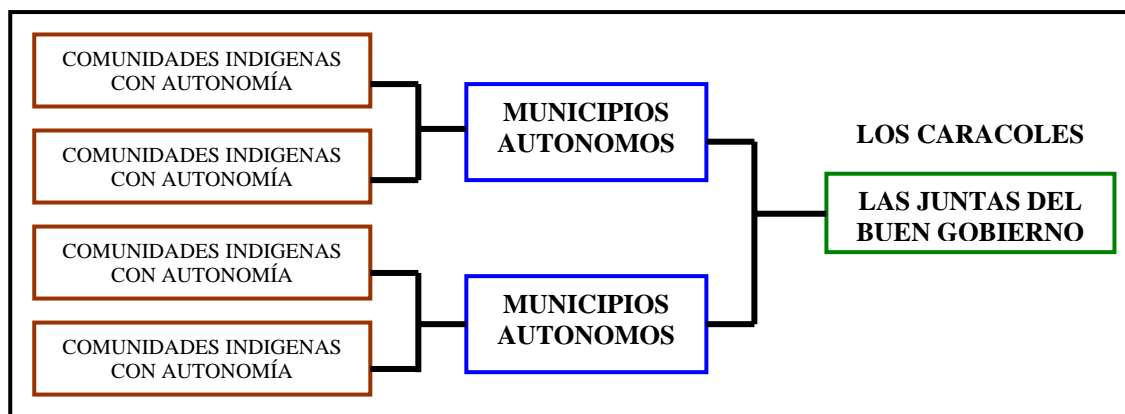 COMUNIDADES INDIGENAS
CON AUTONOMÍA
COMUNIDADES INDIGENAS
CON AUTONOMÍA
COMUNIDADES INDIGENAS
CON AUTONOMÍA
COMUNIDADES INDIGENAS
CON AUTONOMÍA
MUNICIPIOS
AUTONOMOS
MUNICIPIOS
AUTONOMOS
LOS CARACOLES
LAS JUNTAS DEL
BUEN GOBIERNO